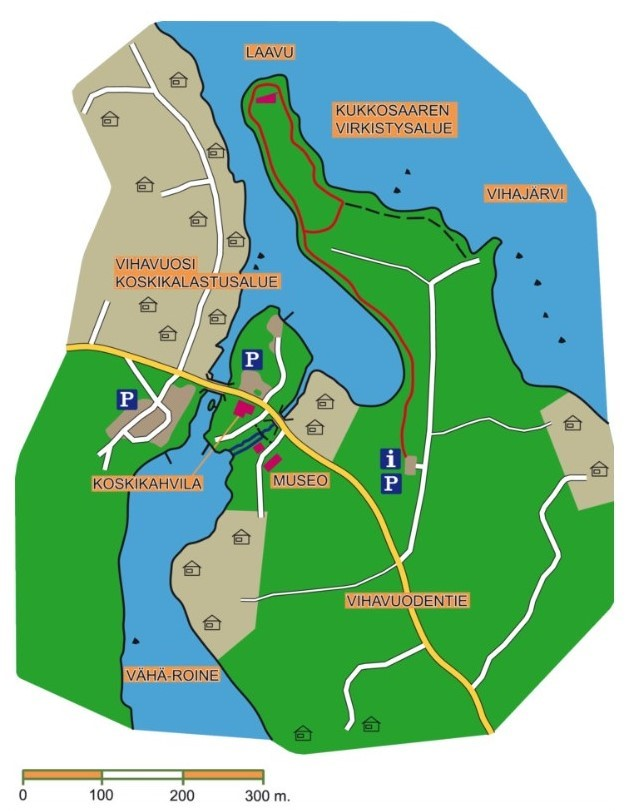 LAAVU
KUKKOSAAREN
VIRKISTYSALUE
VIHAJÄRVI
VIHAVUOSI
KOSKIKALASTUSALUE
P
P
i
P
KOSKIKAHVILA
MUSEO
VIHAVUODENTIE
VÄHÄ-ROINE
0 100 200 300 m.